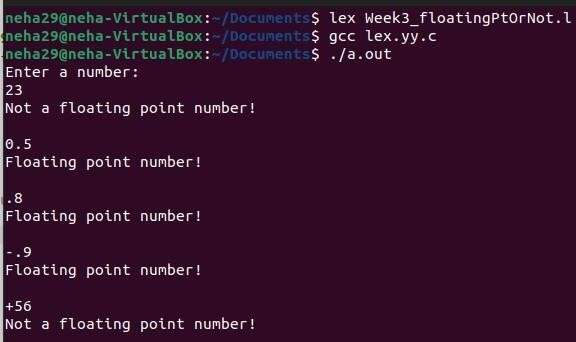 neha29@neha-VirtualBox:~/Documents$ lex Week3_floatingPtOrNot.l
neha29@neha-VirtualBox:~/Documents$ gcc lex.yy.c
neha29@neha-VirtualBox:~/Documents$ ./a.out
Enter a number:
23
Not a floating point number!
0.5
Floating point number!
.8
Floating point number!
-.9
Floating point number!
+56
Not a floating point number!